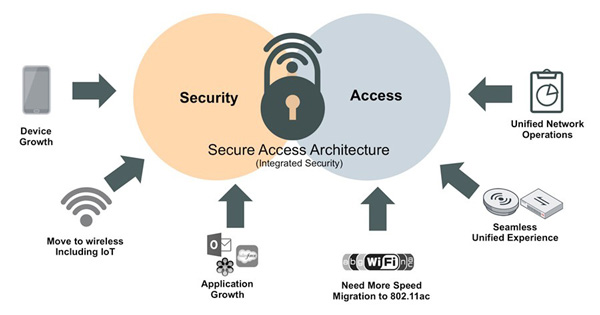 Security
Access
Secure Access Architecture
(Integrated Security)
Device
Growth
Unified Network
Operations
Move to wireless
Including IoT
Seamless
Unified Experience
Application
Growth
WiFi
Need More Speed
Migration to 802.11ac